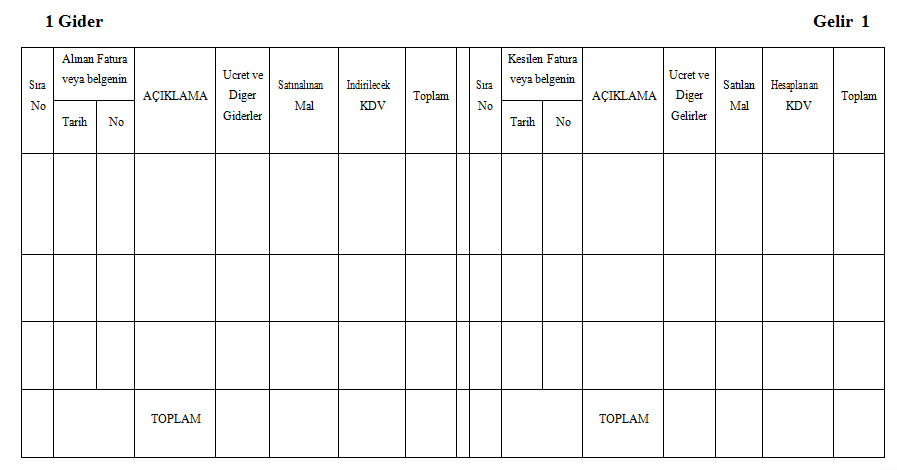 1 Gider
Gelir 1
Sıra
No
Alınan Fatura
veya belgenin
Tarih
No
AÇIKLAMA
Ucret ve
Diger
Giderler
Satınalınan
Mal
Indirilecek
KDV
Toplam
Sıra
No
Kesilen Fatura
veya belgenin
Tarih
No
AÇIKLAMA
Ucret ve
Diger
Gelirler
Satılan
Mal
Hesaplanan
KDV
Toplam
TOPLAM
TOPLAM